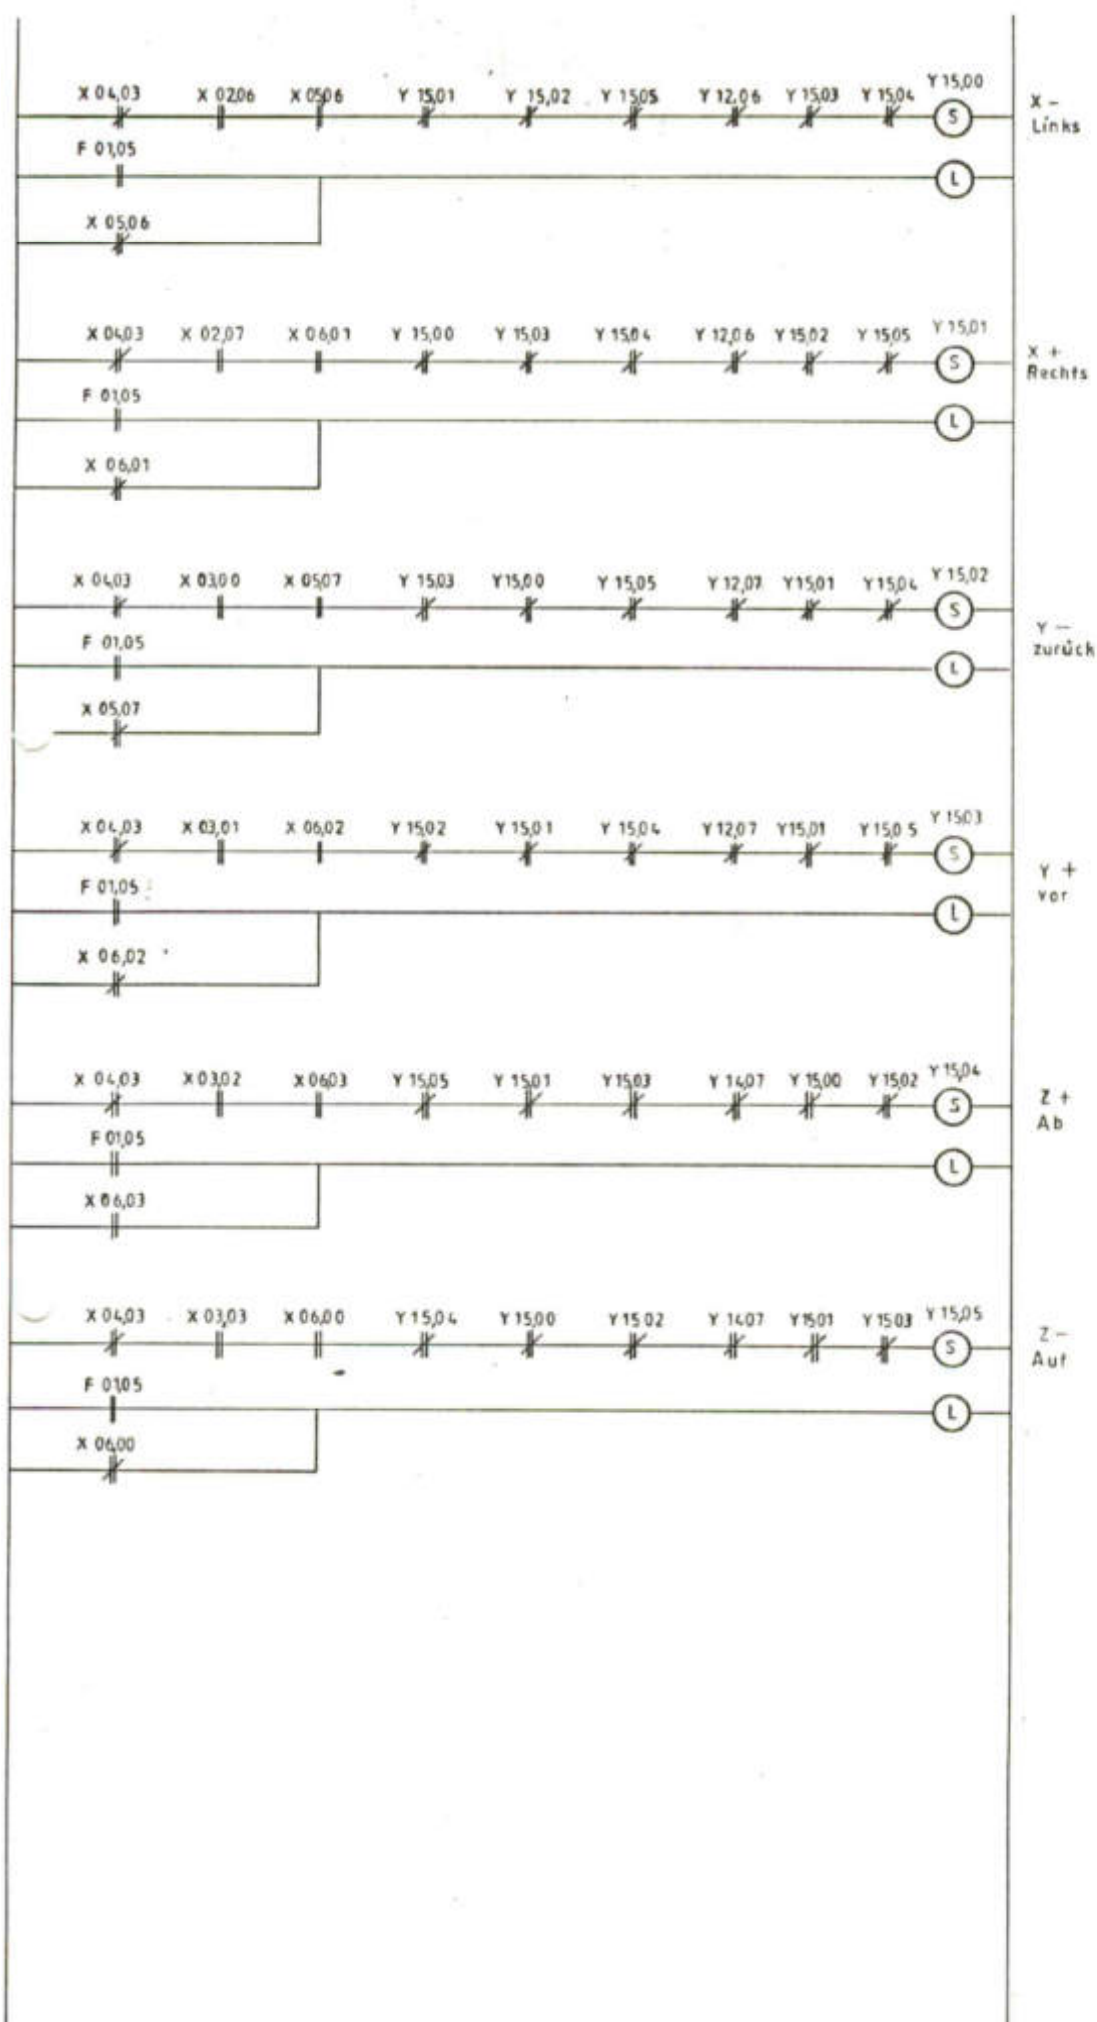 Y 15,00
X 04,03 X 02,06 X 05,06 Y 15,01 Y 15,02 Y 15,05 Y 12,06 Y 15,03 Y 15,04
S
X -
Links
F 01,05
L
X 05,06
Y 15,01
X 04,03 X 02,07 X 06,01 Y 15,00 Y 15,03 Y 15,04 Y 12,06 Y 15,02 Y 15,05
S
X +
Rechts
F 01,05
L
X 06,01
Y 15,02
X 04,03 X 03,00 X 05,07 Y 15,03 Y 15,00 Y 15,05 Y 12,07 Y 15,01 Y 15,04
S
Y -
zurück
F 01,05
L
X 05,07
Y 15,03
X 04,03 X 03,01 X 06,02 Y 15,02 Y 15,01 Y 15,04 Y 12,07 Y 15,01 Y 15,05
S
Y +
vor
F 01,05
L
X 06,02
Y 15,04
X 04,03 X 03,02 X 06,03 Y 15,05 Y 15,01 Y 15,03 Y 14,07 Y 15,00 Y 15,02
S
Z +
Ab
F 01,05
L
X 06,03
Y 15,05
X 04,03 X 03,03 X 06,00 Y 15,04 Y 15,00 Y 15 02 Y 14 07 Y 15 01 Y 15 03
S
Z -
Auf
F 01,05
L
X 06,00